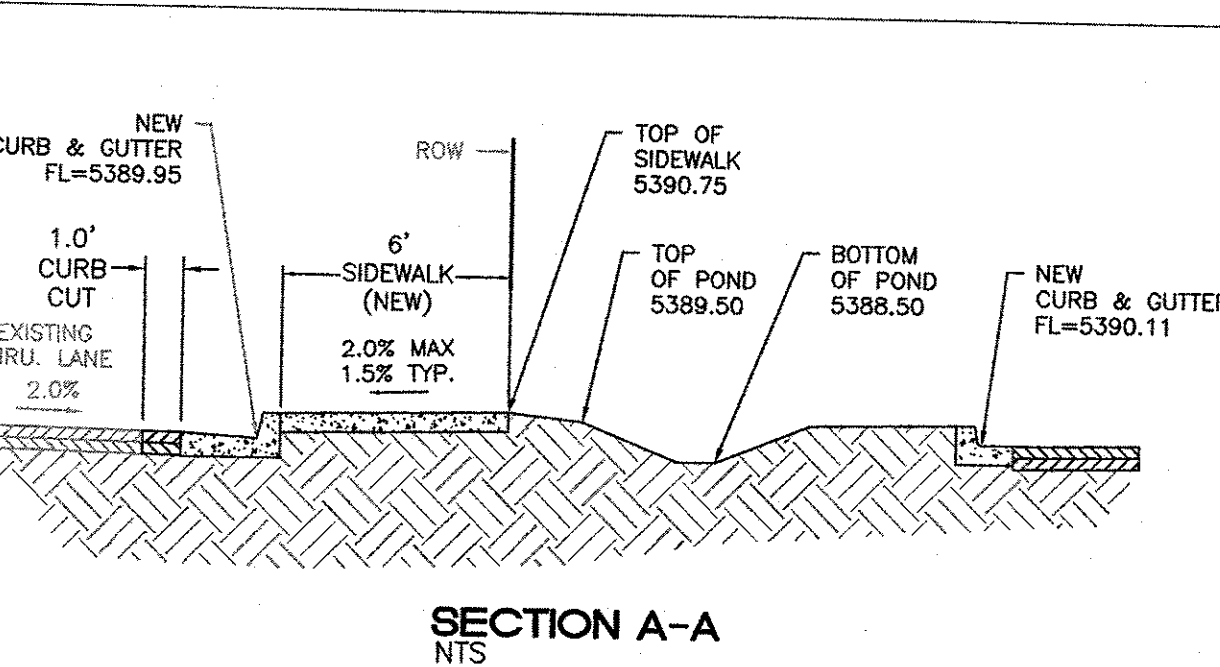 NEW
CURB & GUTTER
FL=5389.95
ROW
TOP OF
SIDEWALK
5390.75
1.0'
CURB
CUT
6'
SIDEWALK
(NEW)
TOP
OF POND
5389.50
BOTTOM
OF POND
5388.50
NEW
CURB & GUTTER
FL=5390.11
EXISTING
LANE
2.0%
2.0% MAX
1.5% TYP.
SECTION A-A
NTS